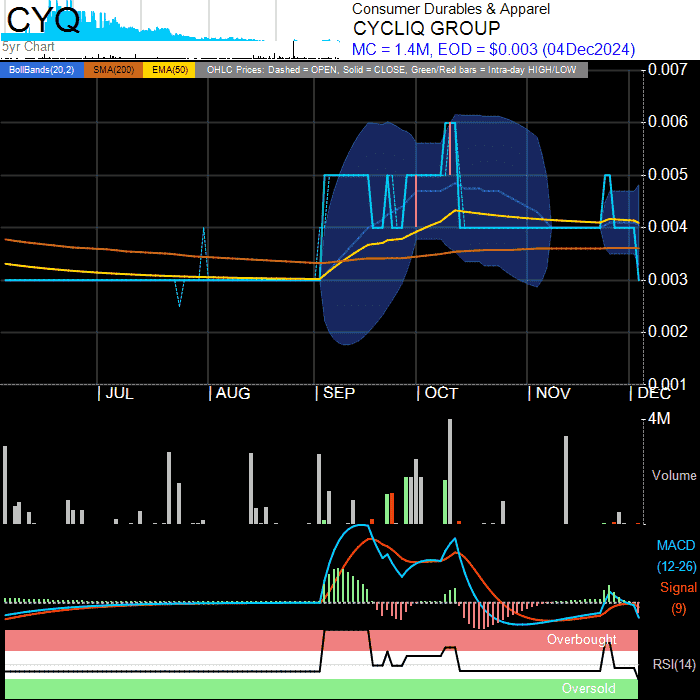 CYQ
5yr Chart
Consumer Durables & Apparel
CYCLIQ GROUP
MC = 1.4M, EOD = $0.003 (04Dec2024)
BollBands(20,2) SMA(200) EMA(50) OHLC Prices: Dashed = OPEN, Solid = CLOSE, Green/Red bars = Intra-day HIGH/LOW
0.007
0.006
0.005
0.004
0.003
0.002
0.001
JUL AUG SEP OCT NOV DEC
4M
Volume
MACD
(12-26)
Signal
(9)
Overbought
RSI(14)
Oversold